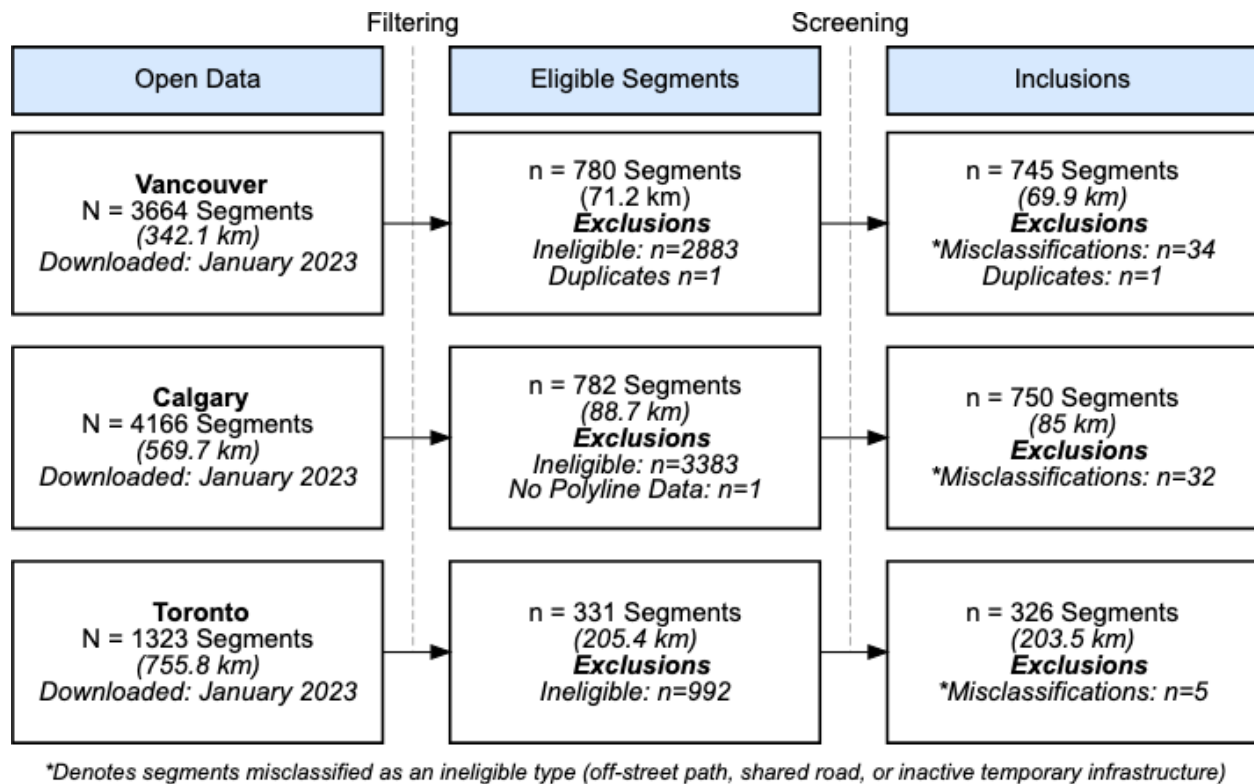 Filtering
Screening
Open Data
Eligible Segments
Inclusions
Vancouver
N = 3664 Segments
(342.1 km)
Downloaded: January 2023
n = 780 Segments
(71.2 km)
Exclusions
Ineligible: n=2883
Duplicates n=1
n = 745 Segments
(69.9 km)
Exclusions
*Misclassifications: n=34
Duplicates: n=1
Calgary
N = 4166 Segments
(569.7 km)
Downloaded: January 2023
n = 782 Segments
(88.7 km)
Exclusions
Ineligible: n=3383
No Polyline Data: n=1
n = 750 Segments
(85 km)
Exclusions
*Misclassifications: n=32
Toronto
N = 1323 Segments
(755.8 km)
Downloaded: January 2023
n = 331 Segments
(205.4 km)
Exclusions
Ineligible: n=992
n = 326 Segments
(203.5 km)
Exclusions
*Misclassifications: n=5
*Denotes segments misclassified as an ineligible type (off-street path, shared road, or inactive temporary infrastructure)